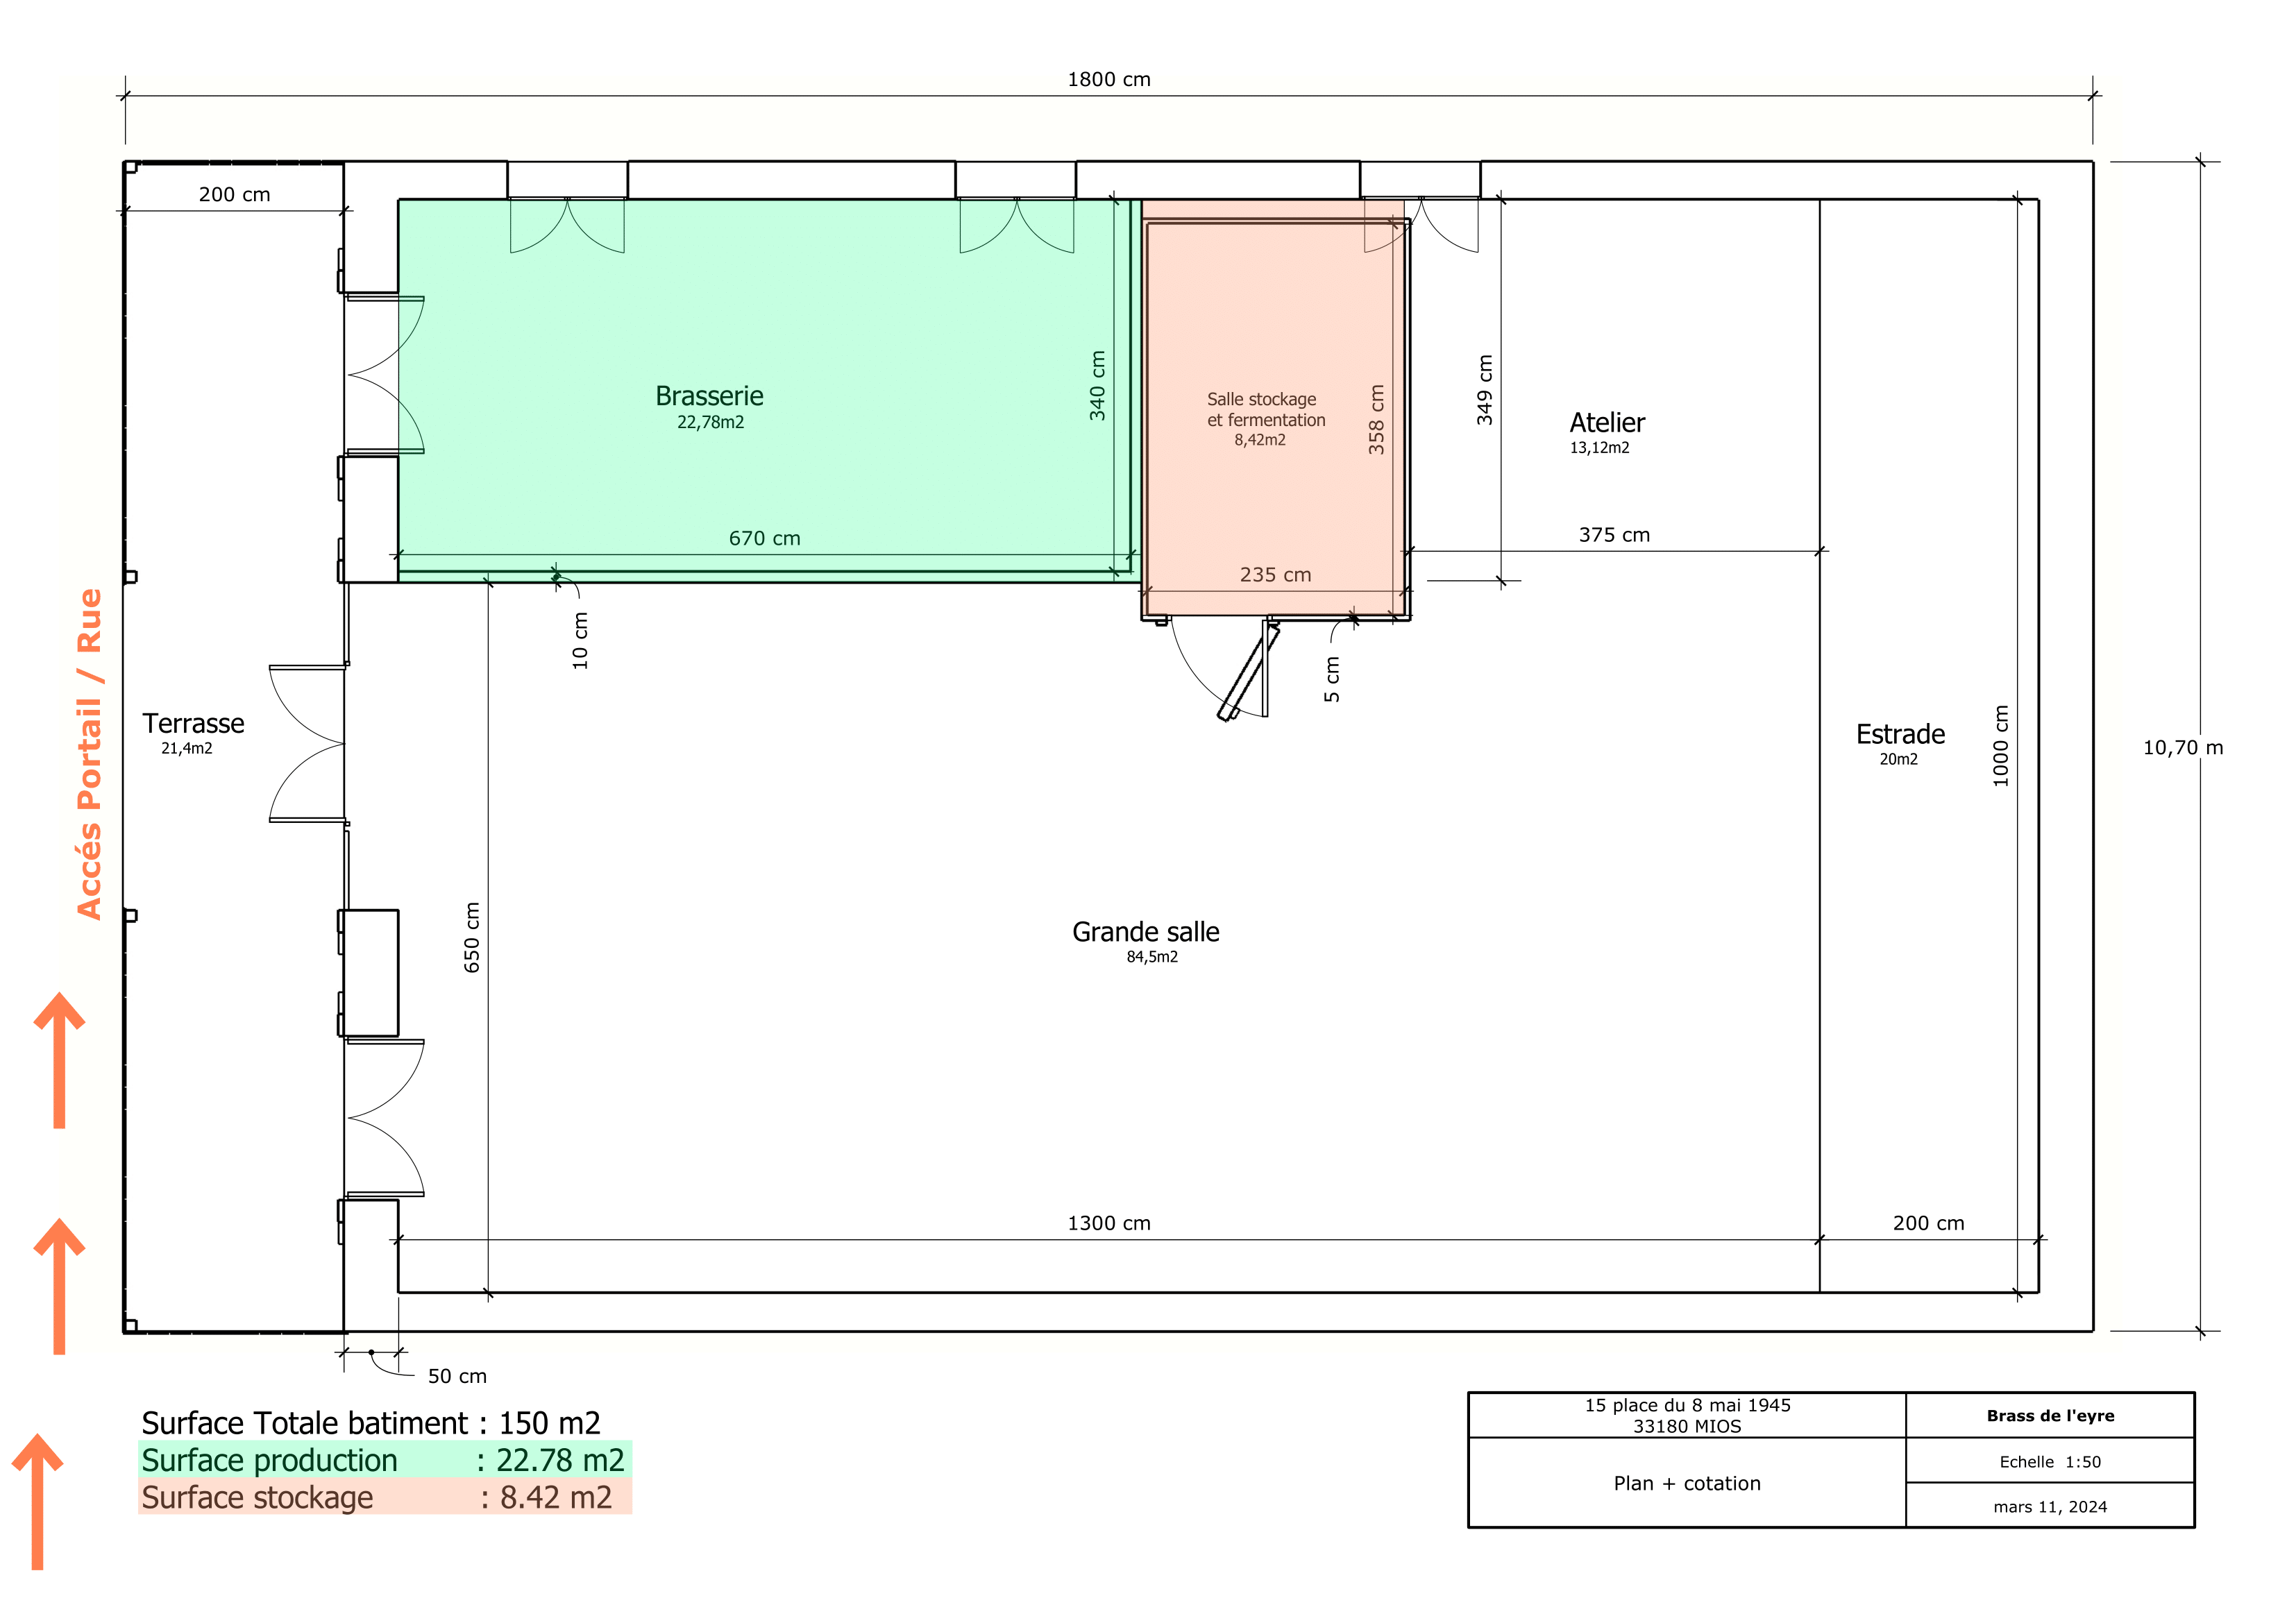 1800 cm
200 cm
Brasserie
22,78m2
340 cm
670 cm
10 cm
Salle stockage
et fermentation
8,42m2
358 cm
235 cm
5 cm
349 cm
Atelier
13,12m2
375 cm
Accés Portail / Rue
Terrasse
21,4m2
Estrade
20m2
1000 cm
10,70 m
650 cm
Grande salle
84,5m2
1300 cm
200 cm
50 cm
Surface Totale batiment : 150 m2
Surface production : 22.78 m2
Surface stockage : 8.42 m2
15 place du 8 mai 1945
33180 MIOS
Brass de l'eyre
Plan + cotation
Echelle 1:50
mars 11, 2024